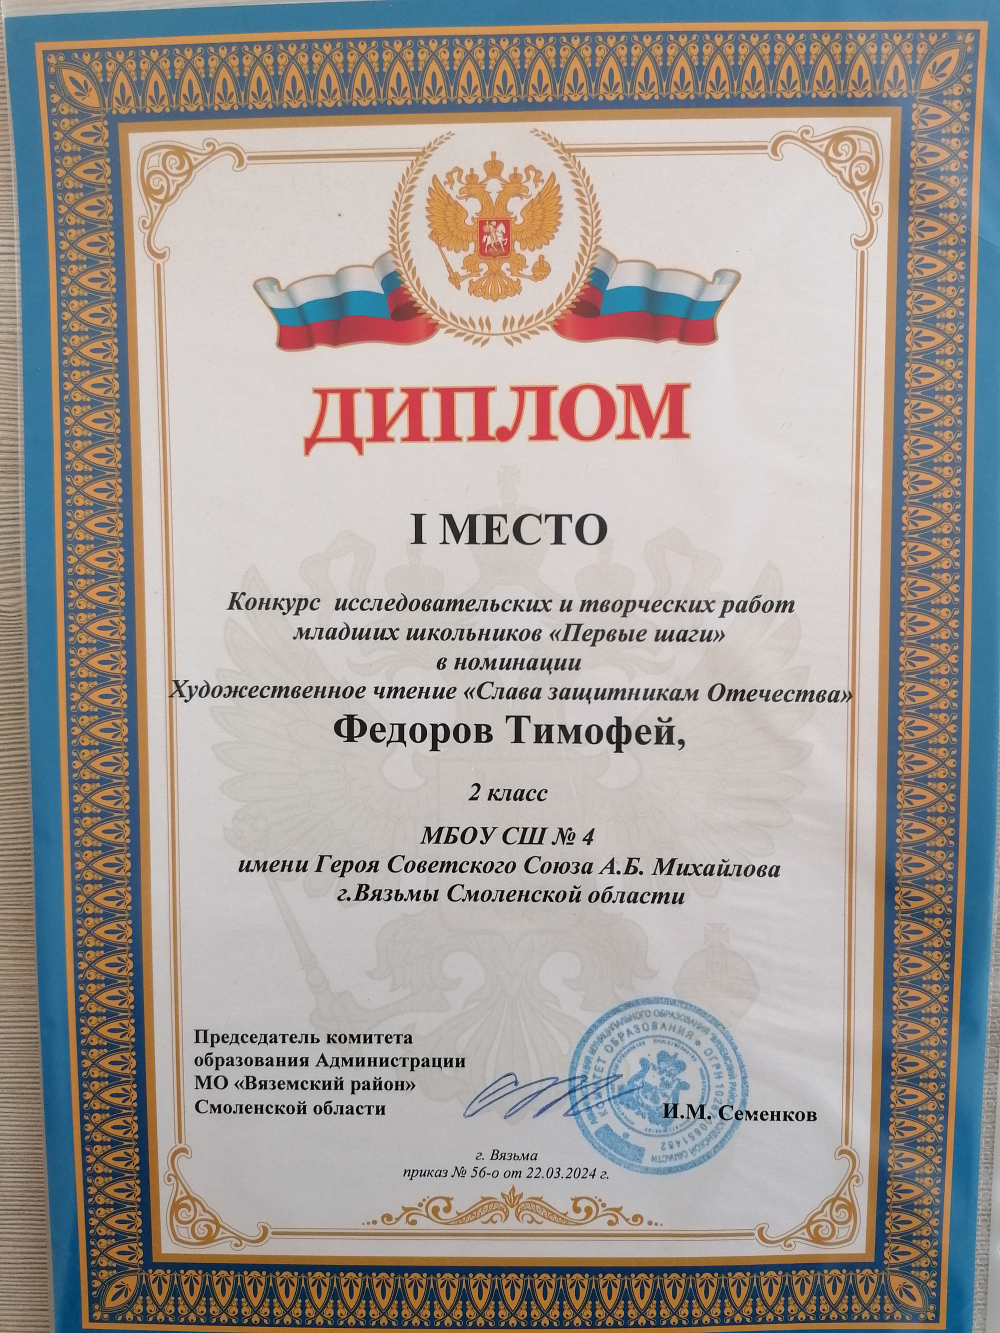 ДИПЛОМ
I МЕСТО
Конкурс исследовательских и творческих работ
младших школьников «Первые шаги»
в номинации
Художественное чтение «Слава защитникам Отечества»
Федоров Тимофей,
2 класс
МБОУ СШ № 4
имени Героя Советского Союза А.Б. Михайлова
г.Вязьмы Смоленской области
Председатель комитета
образования Администрации
МО «Вяземский район»
Смоленской области
И.М. Семенков
г. Вязьма
приказ № 56-о от 22.03.2024 г.